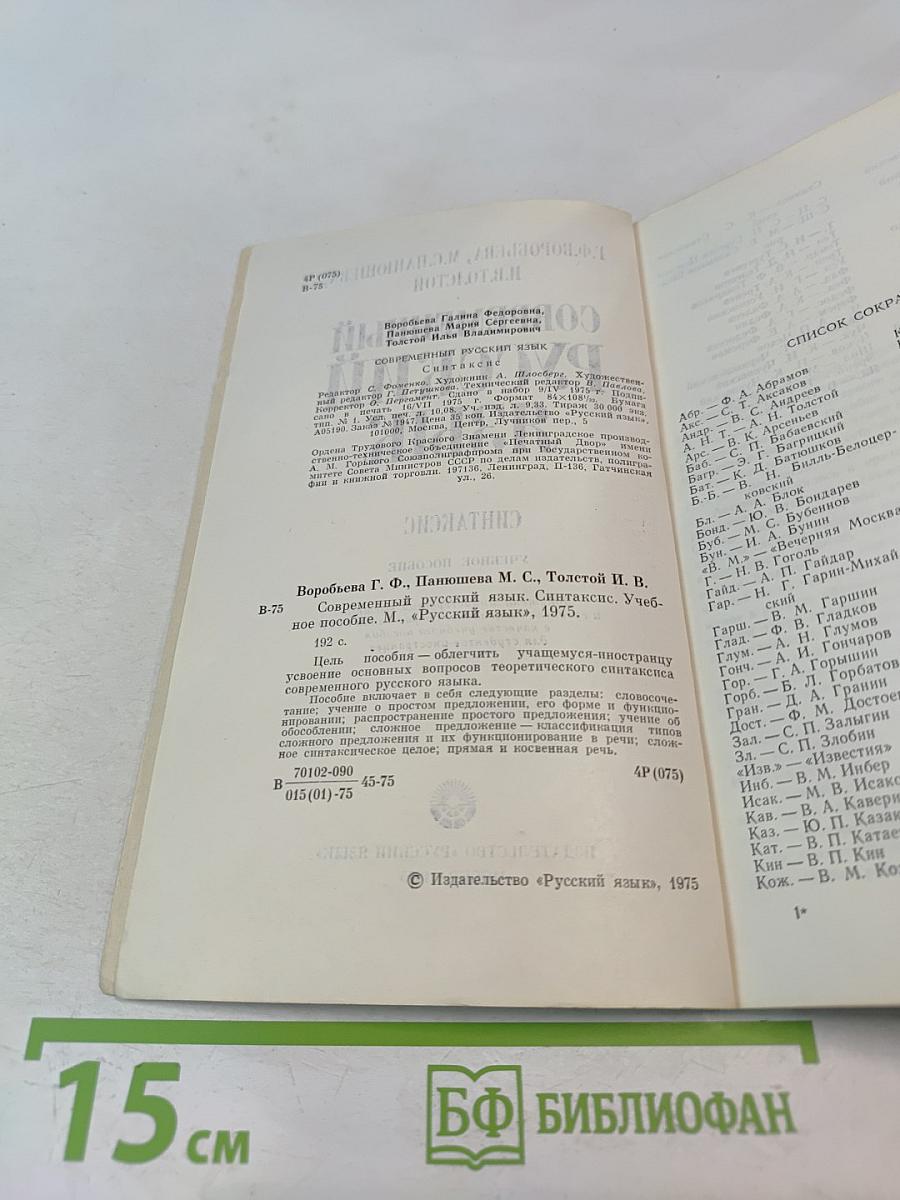 4Р (075)
В-75
Воробьева Галина Федоровна,
Панюшева Мария Сергеевна,
Толстой Илья Владимирович
СОВРЕМЕННЫЙ РУССКИЙ ЯЗЫК
Синтаксис
Редактор С. Фоменко. Художник А. Шлосберг. Художествен-
ный редактор Г. Петушкова. Технический редактор В. Павлова.
Корректор О. Пергамент. Сдано в набор 9/IV 1975 г. Подпи-
сано в печать 16/VII 1975 г. Формат 84×108¹/₃₂. Бумага
тип. № 1. Усл. печ. л. 10,08. Уч.-изд. л. 9,33. Тираж 30 000 экз.
А05190. Заказ № 1947. Цена 35 коп. Издательство «Русский язык»,
101000, Москва, Центр, Лучников пер., 5
Ордена Трудового Красного Знамени Ленинградское производ-
ственно-техническое объединение «Печатный Двор» имени
А. М. Горького Союзполиграфпрома при Государственном ко-
митете Совета Министров СССР по делам издательств, полигра-
фии и книжной торговли. 197136, Ленинград, П-136, Гатчинская
ул., 26.
Воробьева Г. Ф., Панюшева М. С., Толстой И. В.
В-75 Современный русский язык. Синтаксис. Учеб-
ное пособие. М., «Русский язык», 1975.
192 с.
Цель пособия — облегчить учащемуся-иностранцу
усвоение основных вопросов теоретического синтаксиса
современного русского языка.
Пособие включает в себя следующие разделы: словосоче-
тание; учение о простом предложении, его форме и функцио-
нировании; распространение простого предложения; учение об
обособлении; сложное предложение — классификация типов
сложного предложения и их функционирование в речи; слож-
ное синтаксическое целое; прямая и косвенная речь.
В 70102-090 45-75
015(01)-75
4Р (075)
© Издательство «Русский язык», 1975
СПИСОК СОКРА
Абр. — Ф. А. Абрамов
Акс. — С. Т. Аксаков
Андр. — В. С. Андреев
А. Н. Т. — А. Н. Толстой
Арс. — В. К. Арсеньев
Баб. — С. П. Бабаевский
Багр. — Э. Г. Багрицкий
Бат. — К. Д. Батюшков
Б.-Б. — В. Н. Билль-Белоцер-
ковский
Бл. — А. А. Блок
Бонд. — Ю. В. Бондарев
Буб. — М. С. Бубеннов
Бун. — И. А. Бунин
«В. М.» — «Вечерняя Москва
Г. — Н. В. Гоголь
Гайд. — А. П. Гайдар
Гар. — Н. Г. Гарин-Михай
ский
Гарш. — В. М. Гаршин
Глад. — Ф. В. Гладков
Глум. — А. Н. Глумов
Гонч. — А. И. Гончаров
Гор. — Г. А. Горышин
Горб. — Б. Л. Горбатов
Гран. — Д. А. Гранин
Дост. — Ф. М. Достоев
Зал. — С. П. Залыгин
Зл. — С. П. Злобин
«Изв.» — «Известия»
Инб. — В. М. Инбер
Исак. — М. В. Исако
Кав. — В. А. Кавери
Каз. — Ю. П. Казак
Кат. — В. П. Катаев
Кин — В. П. Кин
Кож. — В. М. Кож
1*
15 см
БФ БИБЛИОФАН